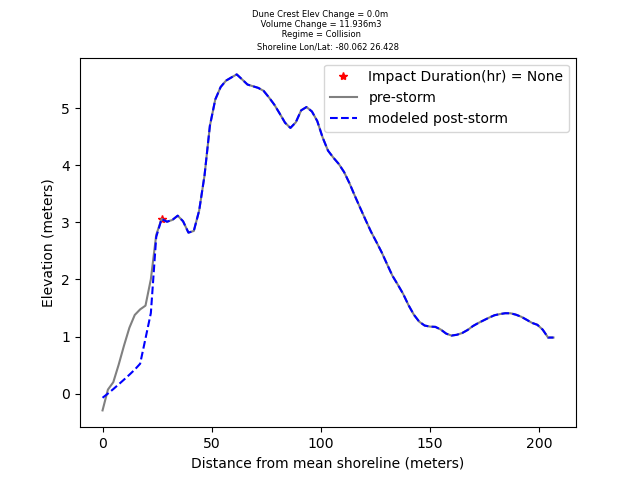 Dune Crest Elev Change = 0.0m
Volume Change = 11.936m3
Regime = Collision
Shoreline Lon/Lat: -80.062 26.428
Impact Duration(hr) = None
pre-storm
modeled post-storm
Elevation (meters)
5
4
3
2
1
0
0 50 100 150 200
Distance from mean shoreline (meters)